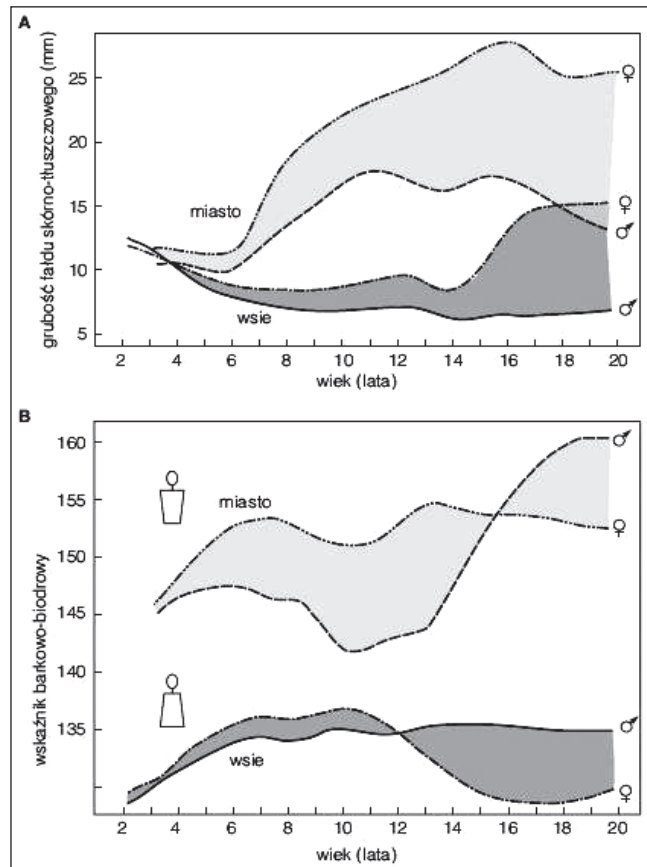 A
grubość fałdu skórno-tłuszczowego (mm)
25
20
15
10
5
miasto
♀
♀
♂
wsie
♂
2 4 6 8 10 12 14 16 18 20
wiek (lata)
B
wskaźnik barkowo-biodrowy
160
155
150
145
140
135
miasto
♂
♀
wsie
♂
♀
2 4 6 8 10 12 14 16 18 20
wiek (lata)